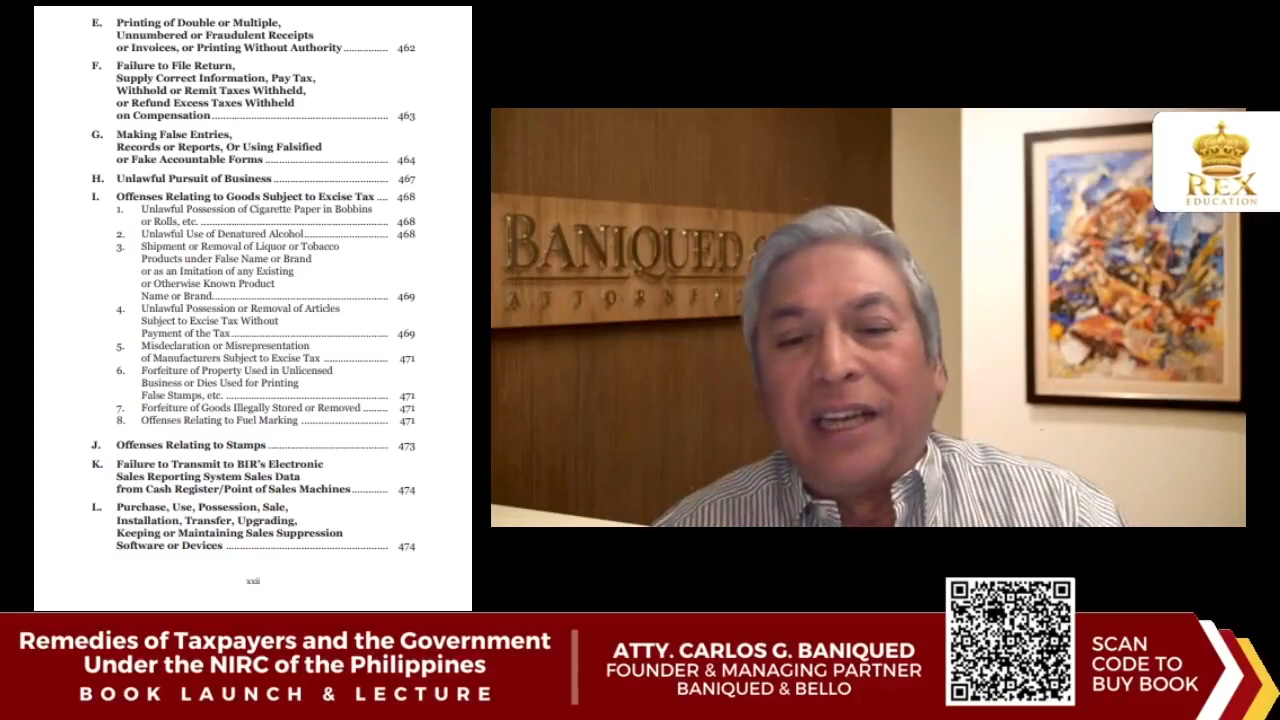 E. Printing of Double or Multiple,
Unnumbered or Fraudulent Receipts
or Invoices, or Printing Without Authority ............... 462
F. Failure to File Return,
Supply Correct Information, Pay Tax,
Withhold or Remit Taxes Withheld,
or Refund Excess Taxes Withheld
on Compensation ............... 463
G. Making False Entries,
Records or Reports, Or Using Falsified
or Fake Accountable Forms ............... 464
H. Unlawful Pursuit of Business ............... 467
I. Offenses Relating to Goods Subject to Excise Tax .... 468
1. Unlawful Possession of Cigarette Paper in Bobbins
or Rolls, etc. ............... 468
2. Unlawful Use of Denatured Alcohol ............... 468
3. Shipment or Removal of Liquor or Tobacco
Products under False Name or Brand
or as an Imitation of any Existing
or Otherwise Known Product
Name or Brand ............... 469
4. Unlawful Possession or Removal of Articles
Subject to Excise Tax Without
Payment of the Tax ............... 469
5. Misdeclaration or Misrepresentation
of Manufacturers Subject to Excise Tax ............... 471
6. Forfeiture of Property Used in Unlicensed
Business or Dies Used for Printing
False Stamps, etc. ............... 471
7. Forfeiture of Goods Illegally Stored or Removed ......... 471
8. Offenses Relating to Fuel Marking ............... 471
J. Offenses Relating to Stamps ............... 473
K. Failure to Transmit to BIR's Electronic
Sales Reporting System Sales Data
from Cash Register/Point of Sales Machines ............ 474
L. Purchase, Use, Possession, Sale,
Installation, Transfer, Upgrading,
Keeping or Maintaining Sales Suppression
Software or Devices ............... 474
xxii
BANIQUED
ATTORNEY
REX
EDUCATION
Remedies of Taxpayers and the Government
Under the NIRC of the Philippines
BOOK LAUNCH & LECTURE
ATTY. CARLOS G. BANIQUED
FOUNDER & MANAGING PARTNER
BANIQUED & BELLO
SCAN
CODE TO
BUY BOOK